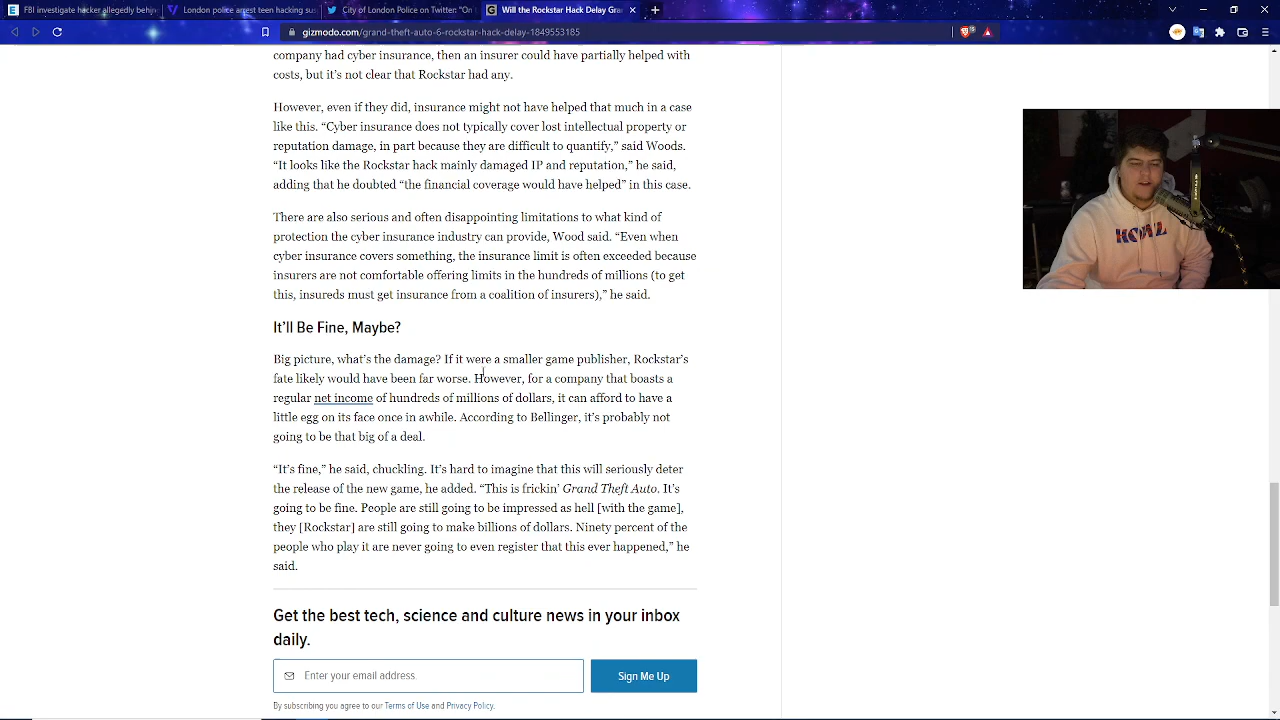 FBI investigate hacker allegedly behin
London police arrest teen hacking sus
City of London Police on Twitter: "On
Will the Rockstar Hack Delay Gra
gizmodo.com/grand-theft-auto-6-rockstar-hack-delay-1849553185
company had cyber insurance, then an insurer could have partially helped with
costs, but it's not clear that Rockstar had any.
However, even if they did, insurance might not have helped that much in a case
like this. “Cyber insurance does not typically cover lost intellectual property or
reputation damage, in part because they are difficult to quantify,” said Woods.
“It looks like the Rockstar hack mainly damaged IP and reputation,” he said,
adding that he doubted “the financial coverage would have helped” in this case.
There are also serious and often disappointing limitations to what kind of
protection the cyber insurance industry can provide, Wood said. “Even when
cyber insurance covers something, the insurance limit is often exceeded because
insurers are not comfortable offering limits in the hundreds of millions (to get
this, insureds must get insurance from a coalition of insurers),” he said.
It'll Be Fine, Maybe?
Big picture, what's the damage? If it were a smaller game publisher, Rockstar's
fate likely would have been far worse. However, for a company that boasts a
regular net income of hundreds of millions of dollars, it can afford to have a
little egg on its face once in awhile. According to Bellinger, it's probably not
going to be that big of a deal.
“It's fine,” he said, chuckling. It's hard to imagine that this will seriously deter
the release of the new game, he added. “This is frickin' Grand Theft Auto. It's
going to be fine. People are still going to be impressed as hell [with the game],
they [Rockstar] are still going to make billions of dollars. Ninety percent of the
people who play it are never going to even register that this ever happened,” he
said.
Get the best tech, science and culture news in your inbox
daily.
Enter your email address.
Sign Me Up
By subscribing you agree to our Terms of Use and Privacy Policy.